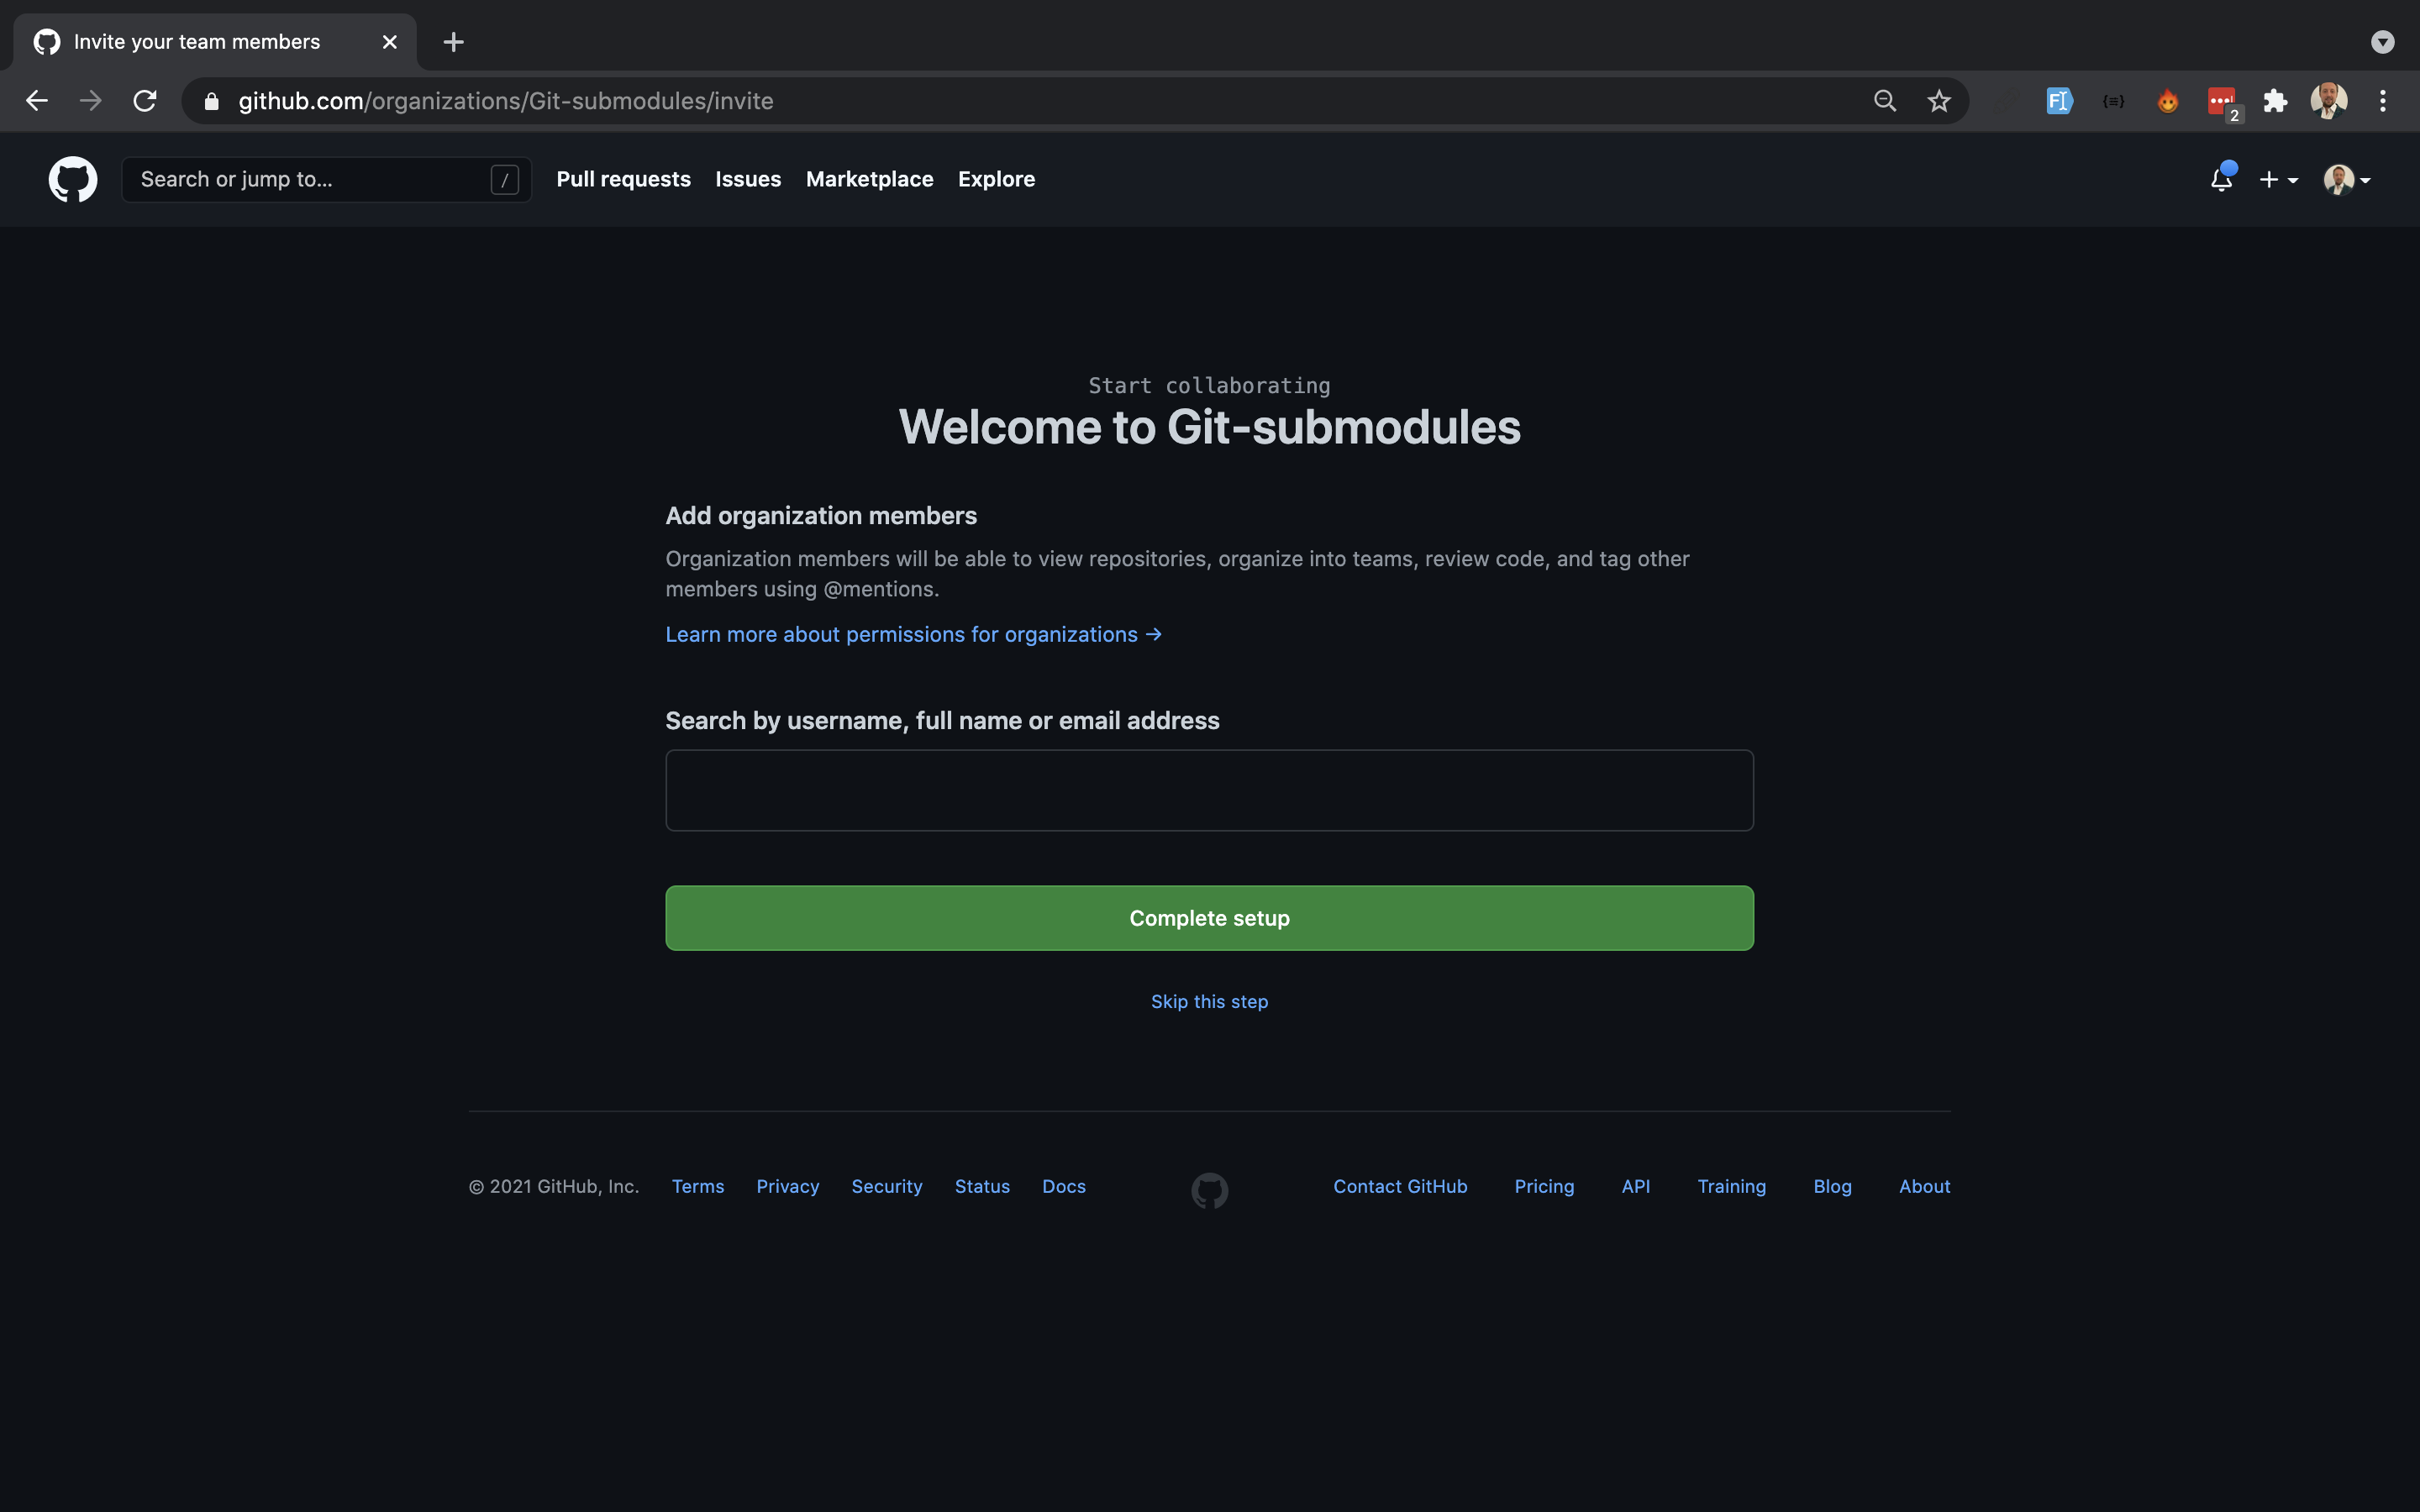 Invite your team members
github.com/organizations/Git-submodules/invite
2
Search or jump to... /
Pull requests Issues Marketplace Explore
Start collaborating
Welcome to Git-submodules
Add organization members
Organization members will be able to view repositories, organize into teams, review code, and tag other
members using @mentions.
Learn more about permissions for organizations →
Search by username, full name or email address
Complete setup
Skip this step
© 2021 GitHub, Inc. Terms Privacy Security Status Docs Contact GitHub Pricing API Training Blog About